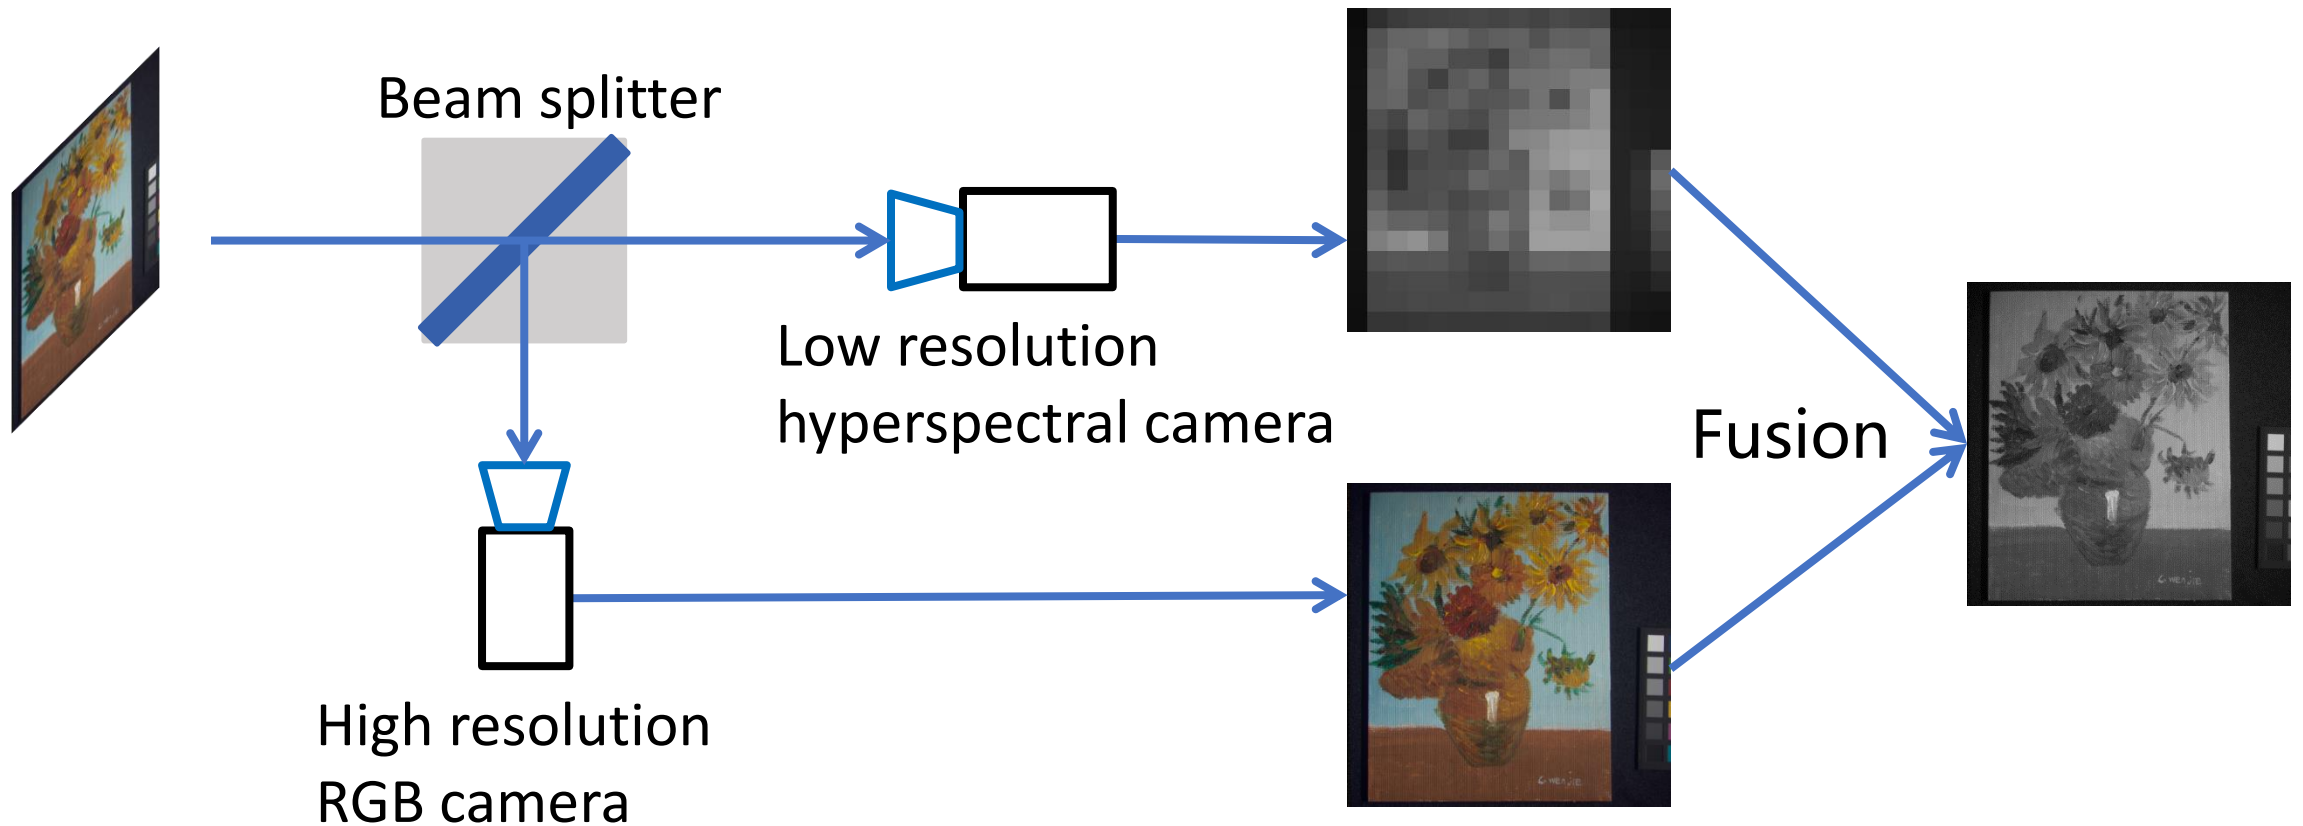 Beam splitter
Low resolution
hyperspectral camera
Fusion
High resolution
RGB camera